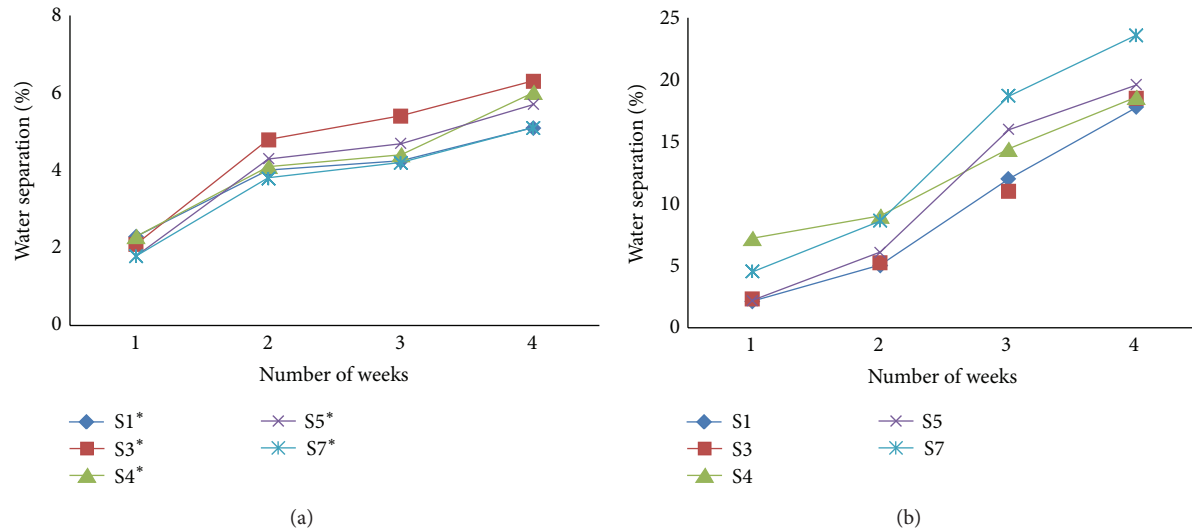 8
6
4
2
0
Water separation (%)
1 2 3 4
Number of weeks
S1*
S3*
S4*
S5*
S7*
(a)
25
20
15
10
5
0
Water separation (%)
1 2 3 4
Number of weeks
S1
S3
S4
S5
S7
(b)